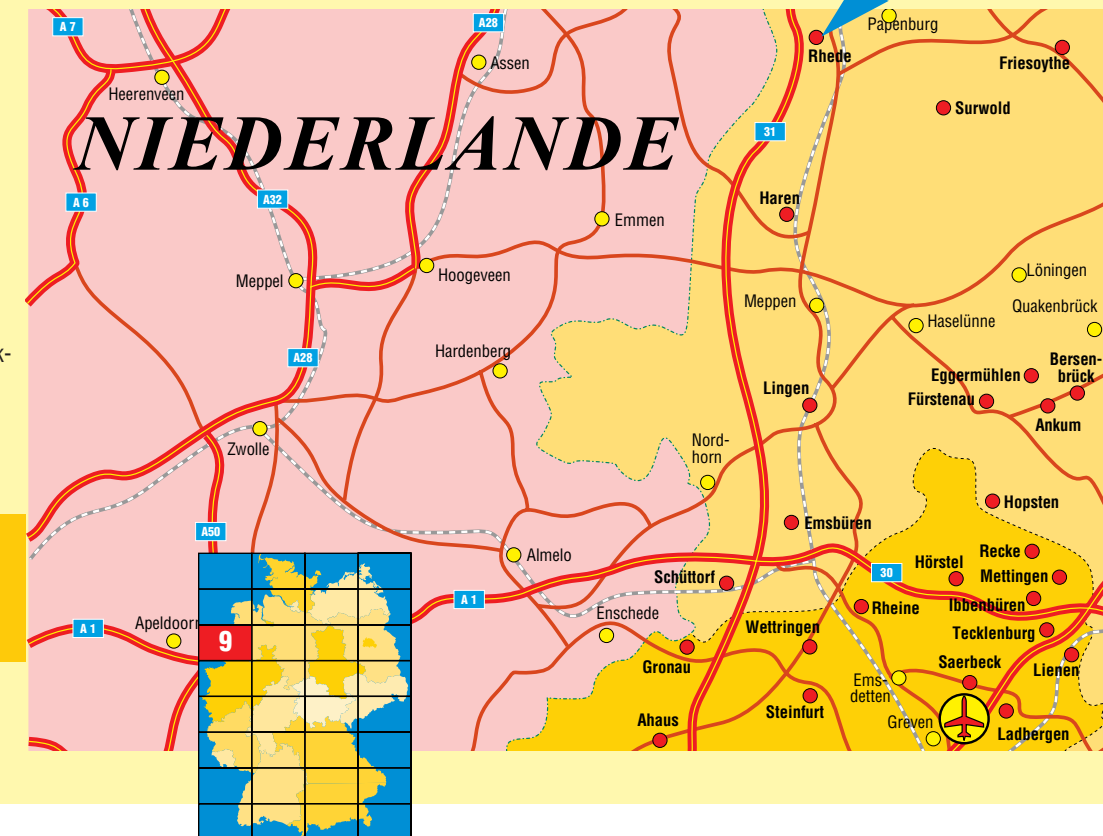 A 7
A28
Papenburg
Rhede
Friesoythe
Assen
Heerenveen
Surwold
NIEDERLANDE
31
A 6
A32
Haren
Emmen
Meppel
Hoogeveen
Löningen
Meppen
Quakenbrück
Haselünne
k-
A28
Hardenberg
Bersen-
brück
Eggermühlen
Lingen
Fürstenau
Ankum
Zwolle
Nord-
horn
Hopsten
A50
Emsbüren
Almelo
Recke
Hörstel
Mettingen
30
Schüttorf
A 1
Rheine
Ibbenbüren
Enschede
A 1
Apeldoorn
9
Wettringen
Tecklenburg
Gronau
Saerbeck
Lienen
Ems-
detten
Steinfurt
Ahaus
Greven
Ladbergen